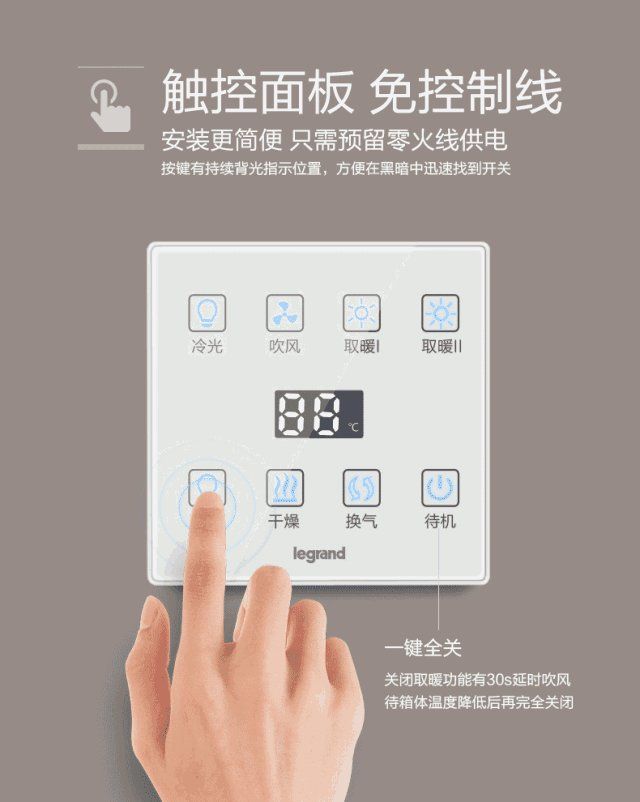 触控面板 免控制线
安装更简便 只需预留零火线供电
按键有持续背光指示位置，方便在黑暗中迅速找到开关
冷光 吹风 取暖I 取暖II
88 ℃
干燥 换气 待机
legrand
一键全关
关闭取暖功能有30s延时吹风
待箱体温度降低后再完全关闭